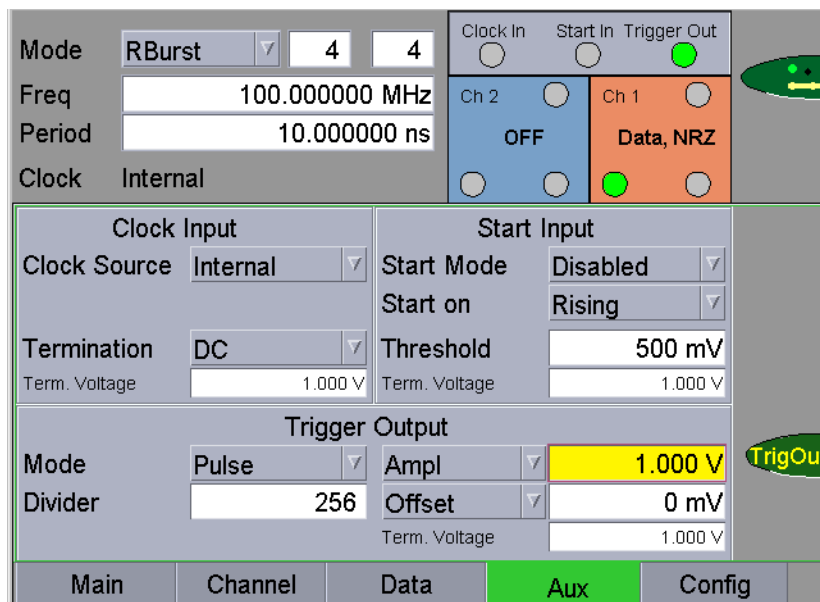 Mode RBurst 4 4
Freq 100.000000 MHz
Period 10.000000 ns
Clock Internal
Clock In Start In Trigger Out
Ch 2 OFF
Ch 1 Data, NRZ
Clock Input
Clock Source Internal
Termination DC
Term. Voltage 1.000 V
Start Input
Start Mode Disabled
Start on Rising
Threshold 500 mV
Term. Voltage 1.000 V
Trigger Output
Mode Pulse Ampl 1.000 V
Divider 256 Offset 0 mV
Term. Voltage 1.000 V
TrigOu
Main Channel Data Aux Config